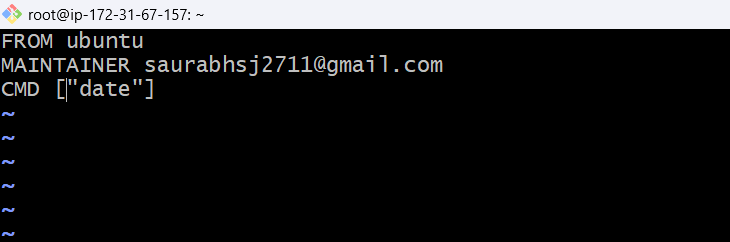 root@ip-172-31-67-157: ~
FROM ubuntu
MAINTAINER saurabhsj2711@gmail.com
CMD ["date"]
~
~
~
~
~
~